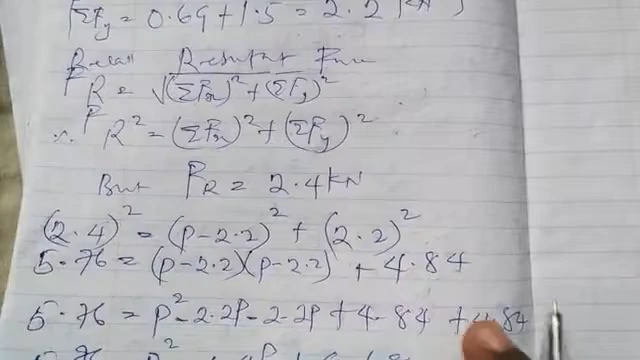 ΣFy = 0.69 + 1.5 = 2.2 KN
Recall Resultant Force
FR = √(ΣFx)² + (ΣFy)²
∴ FR² = (ΣFx)² + (ΣFy)²
But FR = 2.4KN
(2.4)² = (P - 2.2)² + (2.2)²
5.76 = (P - 2.2)(P - 2.2) + 4.84
5.76 = P² - 2.2P - 2.2P + 4.84 + 4.84